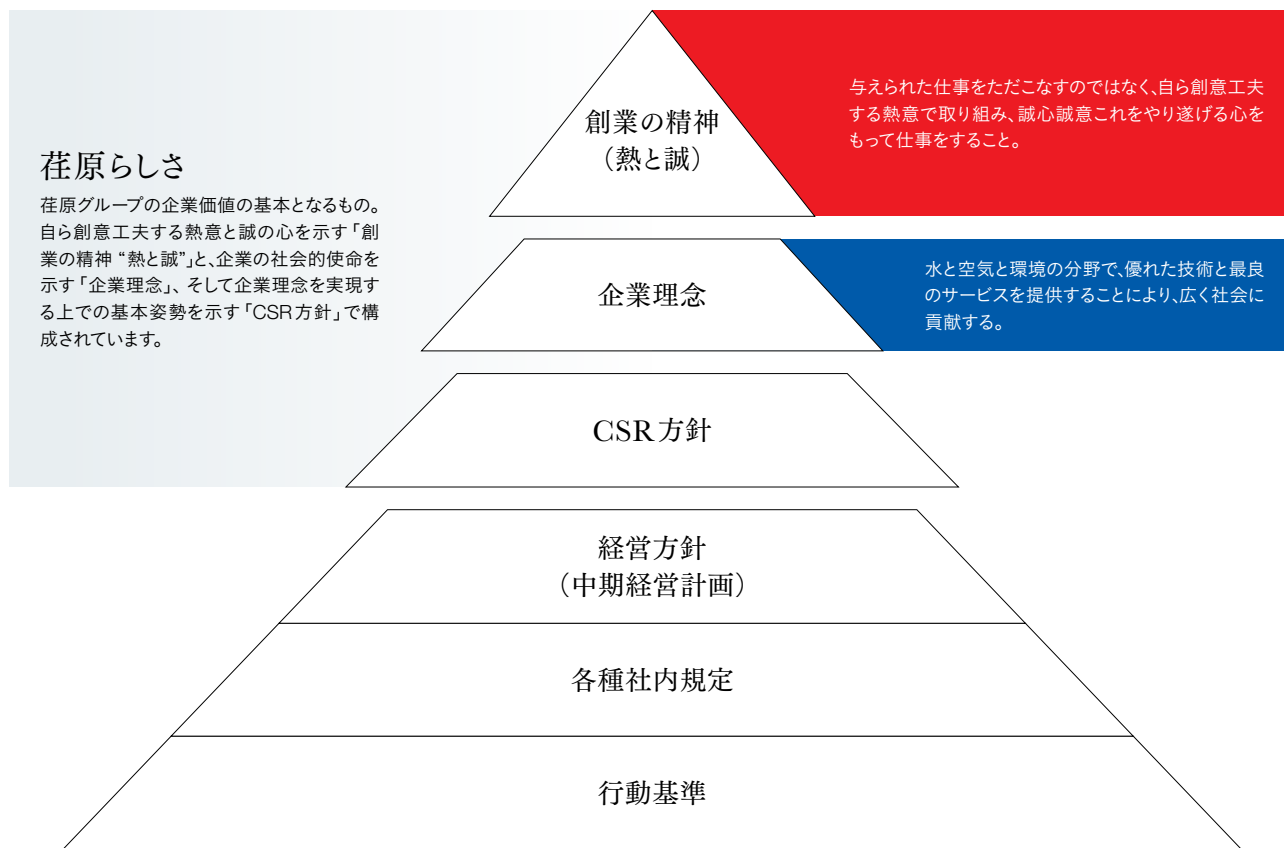 荏原らしさ
荏原グループの企業価値の基本となるもの。
自ら創意工夫する熱意と誠の心を示す「創
業の精神 “熱と誠”」と、企業の社会的使命を
示す「企業理念」、そして企業理念を実現す
る上での基本姿勢を示す「CSR方針」で構
成されています。
創業の精神
（熱と誠）
与えられた仕事をただこなすのではなく、自ら創意工夫
する熱意で取り組み、誠心誠意これをやり遂げる心を
もって仕事をすること。
企業理念
水と空気と環境の分野で、優れた技術と最良
のサービスを提供することにより、広く社会に
貢献する。
CSR方針
経営方針
（中期経営計画）
各種社内規定
行動基準